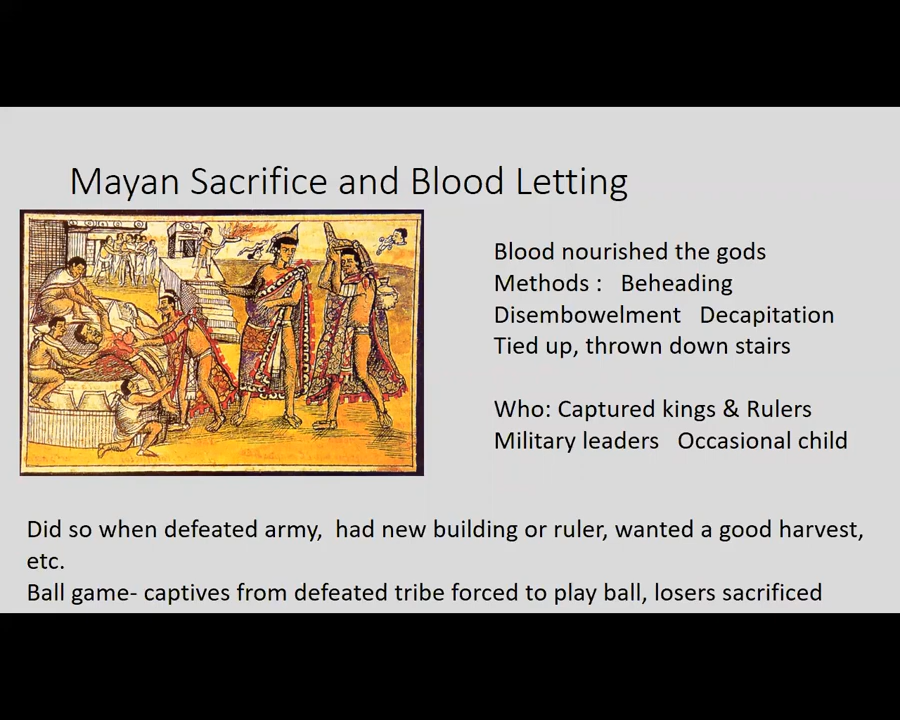 Mayan Sacrifice and Blood Letting
Blood nourished the gods
Methods :   Beheading
Disembowelment   Decapitation
Tied up, thrown down stairs
Who: Captured kings & Rulers
Military leaders   Occasional child
Did so when defeated army,  had new building or ruler, wanted a good harvest,
etc.
Ball game- captives from defeated tribe forced to play ball, losers sacrificed